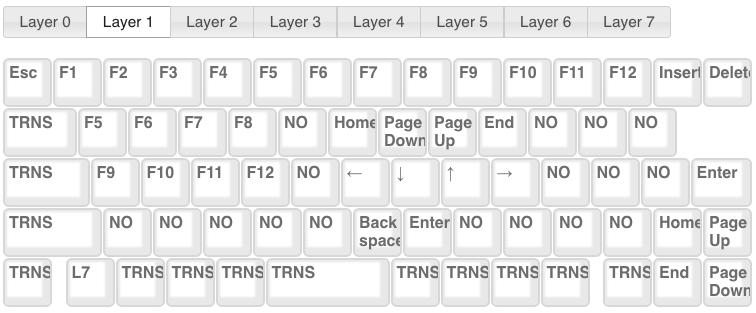 Layer 0 Layer 1 Layer 2 Layer 3 Layer 4 Layer 5 Layer 6 Layer 7
Esc F1 F2 F3 F4 F5 F6 F7 F8 F9 F10 F11 F12 Insert Delet
TRNS F5 F6 F7 F8 NO Home Page Down Page Up End NO NO NO
TRNS F9 F10 F11 F12 NO ← ↓ ↑ → NO NO NO Enter
TRNS NO NO NO NO NO Back space Enter NO NO NO NO Home Page Up
TRNS L7 TRNS TRNS TRNS TRNS TRNS TRNS TRNS TRNS TRNS End Page Down